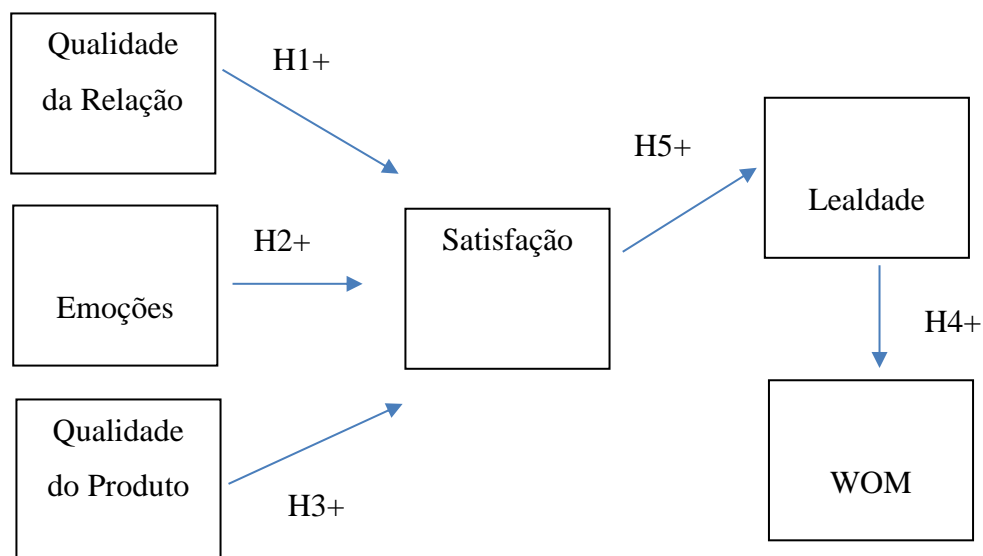 Qualidade
da Relação
H1+
Emoções
H2+
Qualidade
do Produto
H3+
Satisfação
H5+
Lealdade
H4+
WOM